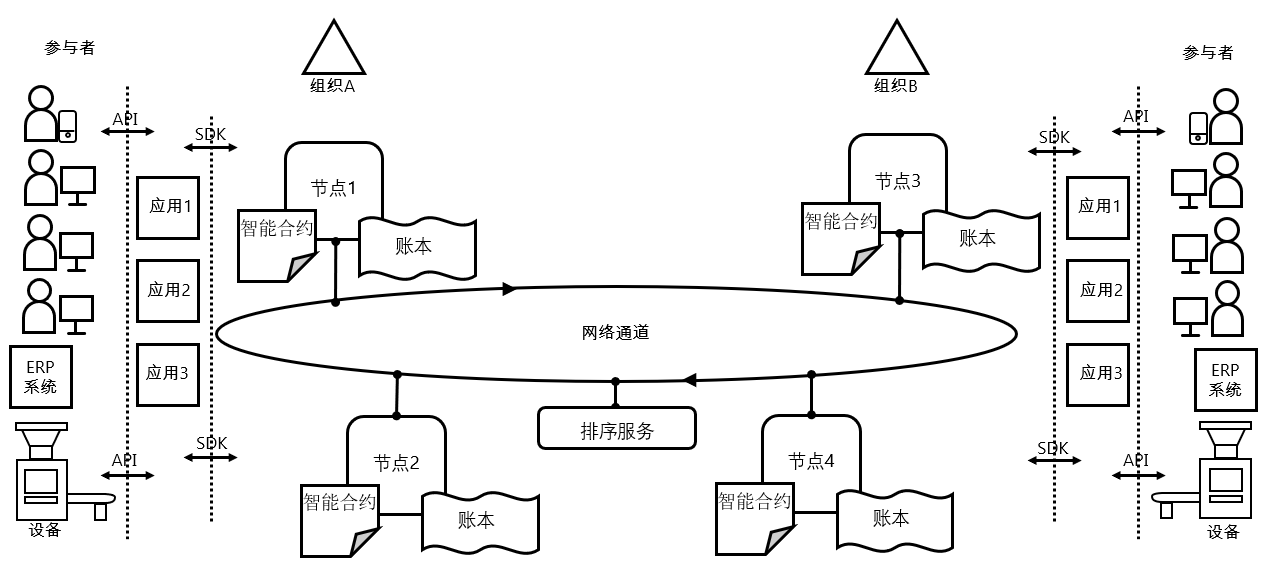 参与者
组织A
组织B
参与者
API
SDK
SDK
API
节点1
智能合约
账本
节点3
智能合约
账本
应用1
应用2
应用3
应用1
应用2
应用3
网络通道
ERP
系统
ERP
系统
排序服务
API
SDK
SDK
API
节点2
智能合约
账本
节点4
智能合约
账本
设备
设备